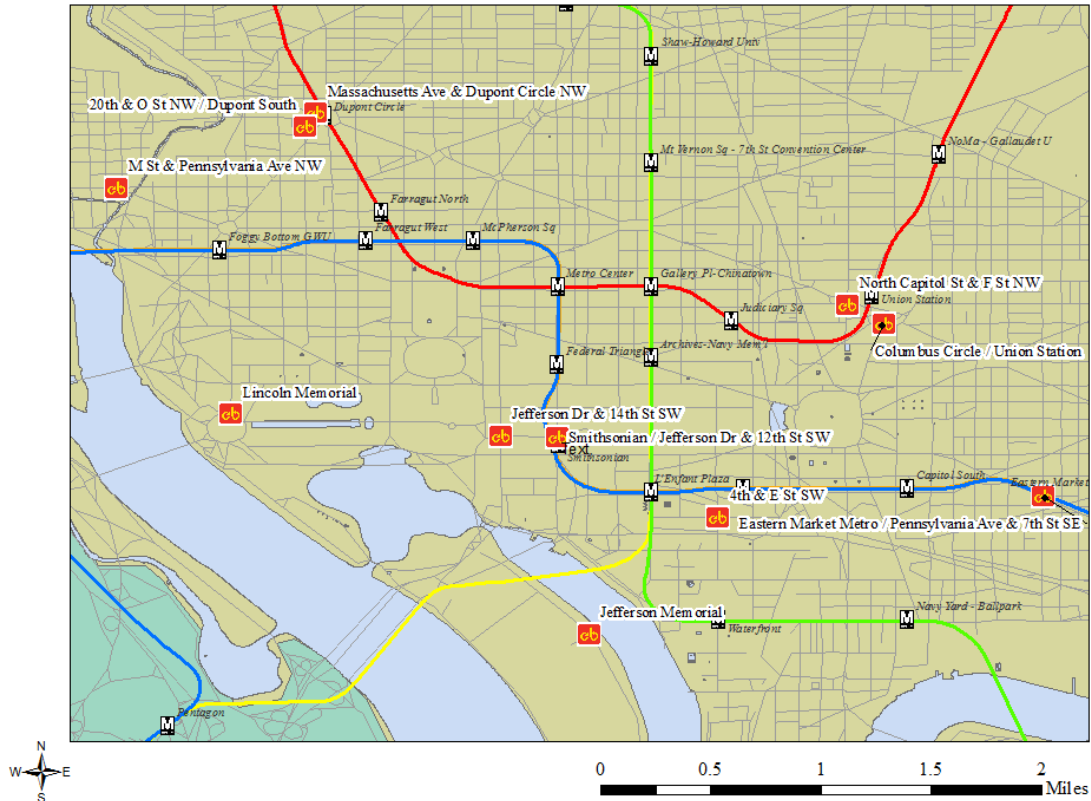 Shaw-Howard Univ
Massachusetts Ave & Dupont Circle NW
20th & O St NW / Dupont South
Dupont Circle
Mt Vernon Sq - 7th St Convention Center
NoMa - Gallaudet U
M St & Pennsylvania Ave NW
Farragut North
Farragut West
McPherson Sq
Foggy Bottom GWU
Metro Center
Gallery Pl-Chinatown
North Capitol St & F St NW
Union Station
Judiciary Sq
Federal Triangle
Archives-Navy Mem'l
Columbus Circle / Union Station
Lincoln Memorial
Jefferson Dr & 14th St SW
Smithsonian / Jefferson Dr & 12th St SW
Text
Smithsonian
L'Enfant Plaza
4th & E St SW
Capitol South
Eastern Market
Eastern Market Metro / Pennsylvania Ave & 7th St SE
Jefferson Memorial
Waterfront
Navy Yard - Ballpark
Pentagon
N
W E
S
0 0.5 1 1.5 2
Miles